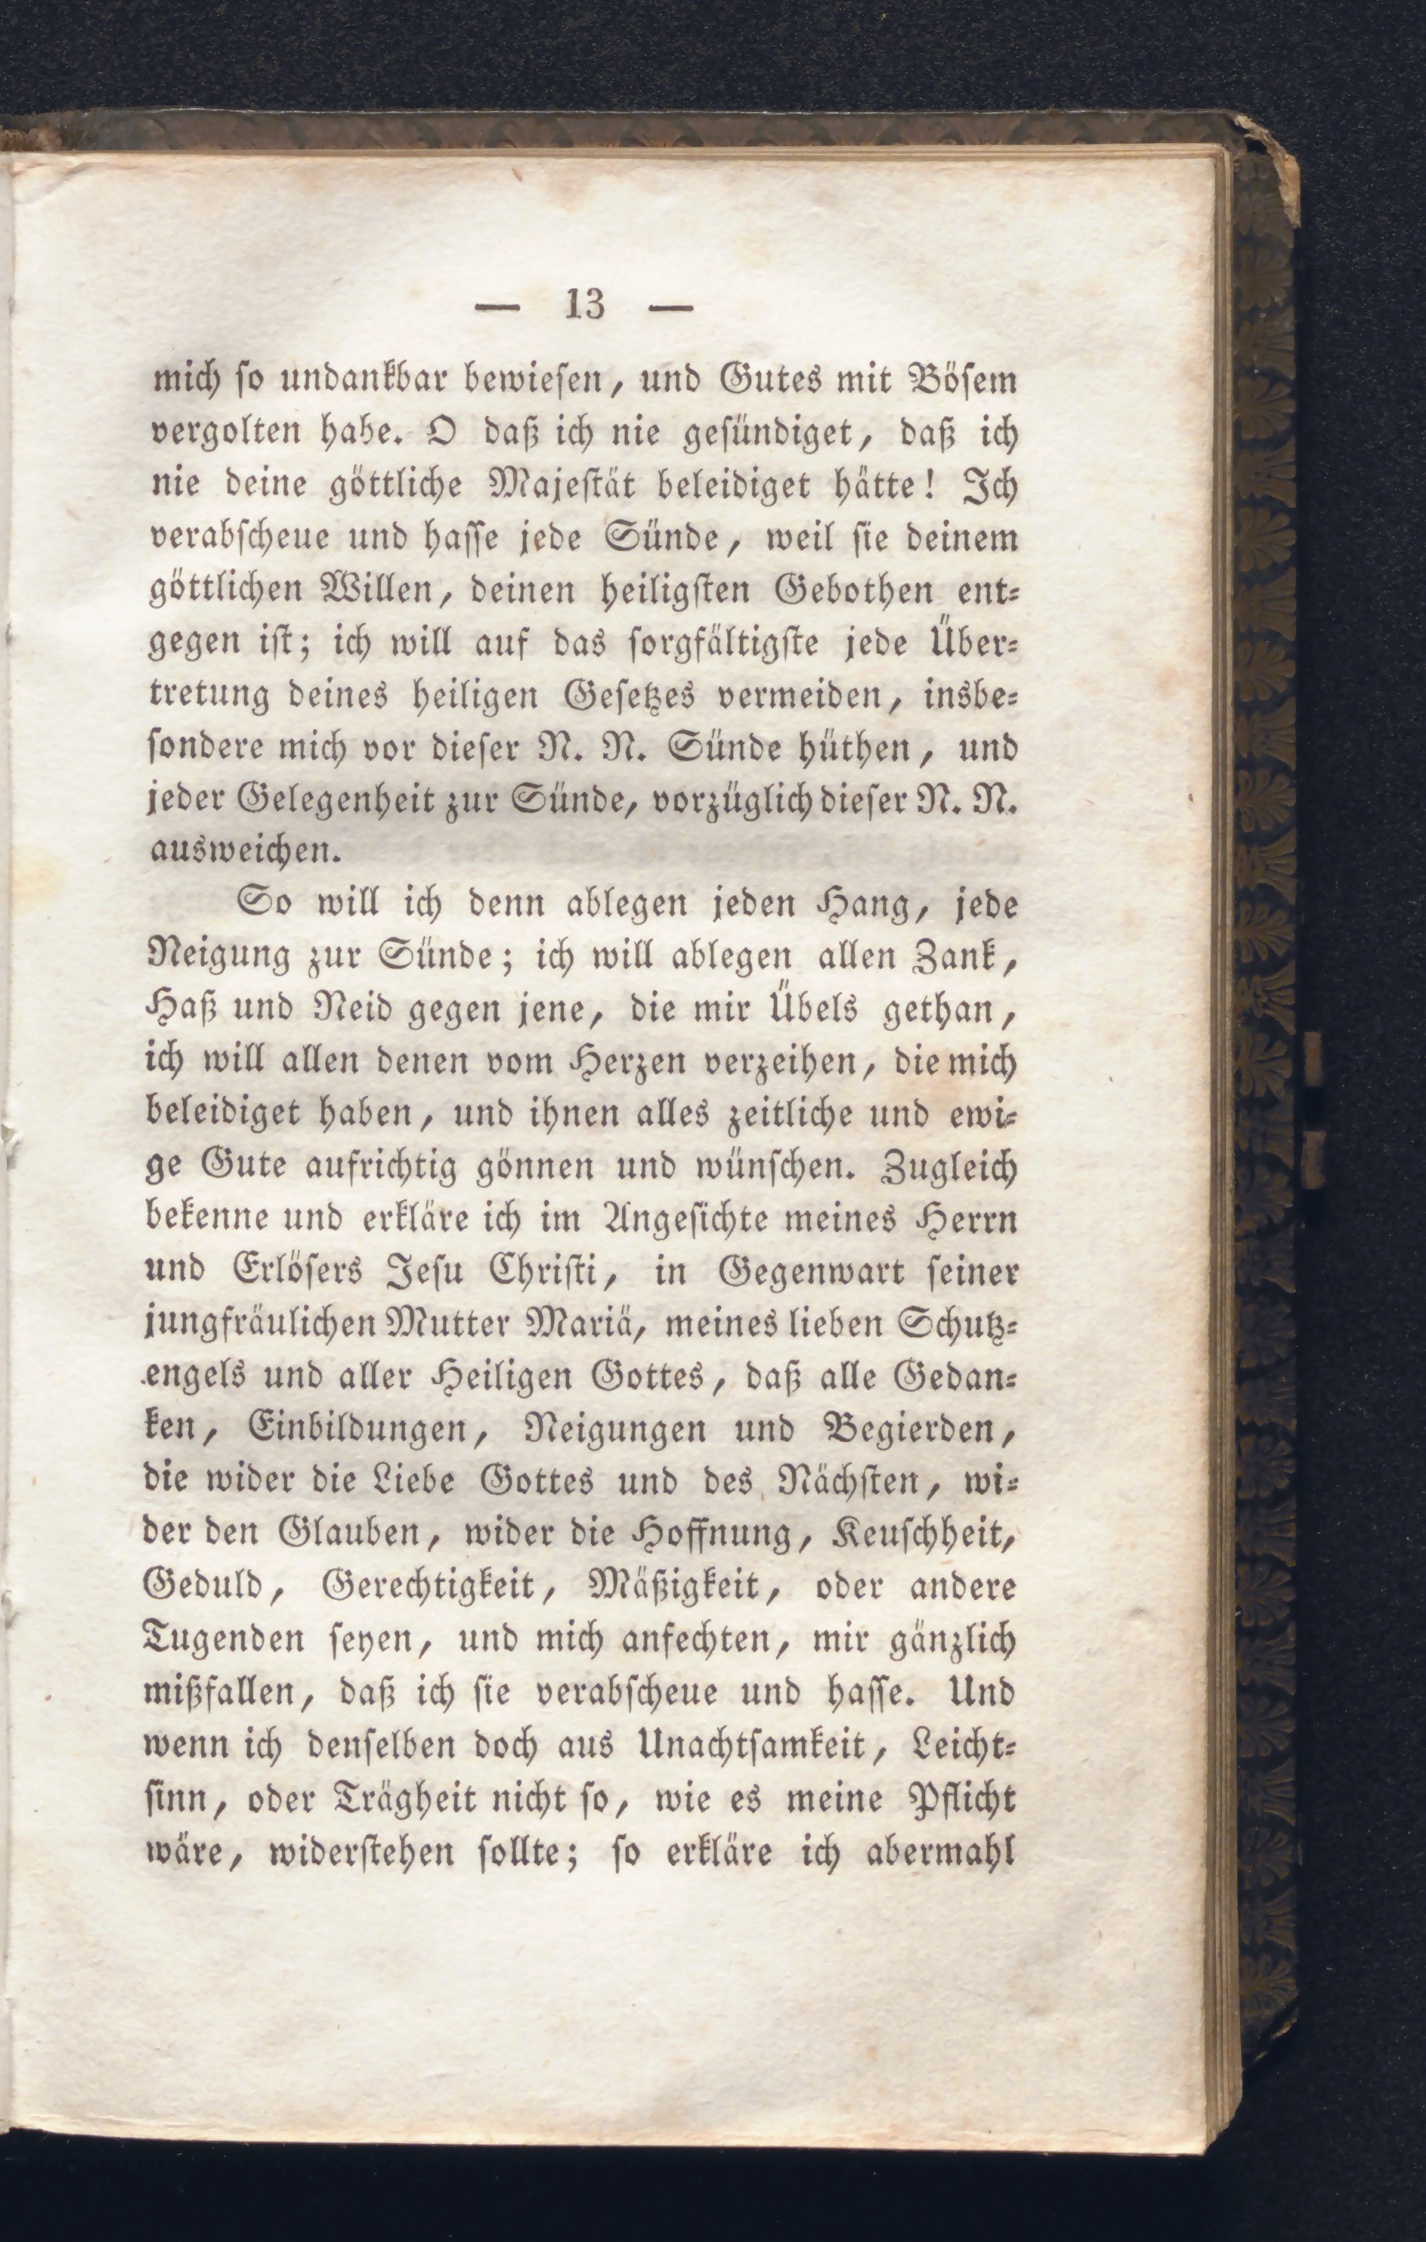 — 13 —
mich so undankbar bewiesen, und Gutes mit Bösem
vergolten habe. O daß ich nie gesündiget, daß ich
nie deine göttliche Majestät beleidiget hätte! Ich
verabscheue und hasse jede Sünde, weil sie deinem
göttlichen Willen, deinen heiligsten Gebothen ent-
gegen ist; ich will auf das sorgfältigste jede Über-
tretung deines heiligen Gesetzes vermeiden, insbe-
sondere mich vor dieser N. N. Sünde hüthen, und
jeder Gelegenheit zur Sünde, vorzüglich dieser N. N.
ausweichen.
So will ich denn ablegen jeden Hang, jede
Neigung zur Sünde; ich will ablegen allen Zank,
Haß und Neid gegen jene, die mir Übels gethan,
ich will allen denen vom Herzen verzeihen, die mich
beleidiget haben, und ihnen alles zeitliche und ewi-
ge Gute aufrichtig gönnen und wünschen. Zugleich
bekenne und erkläre ich im Angesichte meines Herrn
und Erlösers Jesu Christi, in Gegenwart seiner
jungfräulichen Mutter Mariä, meines lieben Schutz-
engels und aller Heiligen Gottes, daß alle Gedan-
ken, Einbildungen, Neigungen und Begierden,
die wider die Liebe Gottes und des Nächsten, wi-
der den Glauben, wider die Hoffnung, Keuschheit,
Geduld, Gerechtigkeit, Mäßigkeit, oder andere
Tugenden seyen, und mich anfechten, mir gänzlich
mißfallen, daß ich sie verabscheue und hasse. Und
wenn ich denselben doch aus Unachtsamkeit, Leicht-
sinn, oder Trägheit nicht so, wie es meine Pflicht
wäre, widerstehen sollte; so erkläre ich abermahl